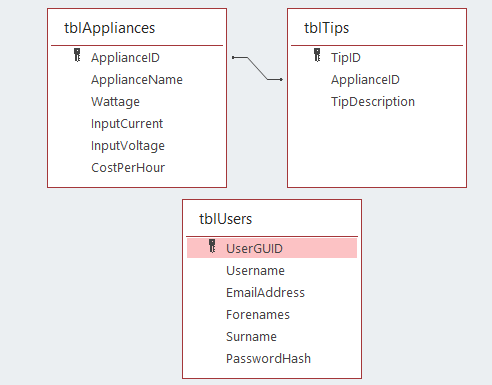 tblAppliances
ApplianceID
ApplianceName
Wattage
InputCurrent
InputVoltage
CostPerHour
tblTips
TipID
ApplianceID
TipDescription
tblUsers
UserGUID
Username
EmailAddress
Forenames
Surname
PasswordHash